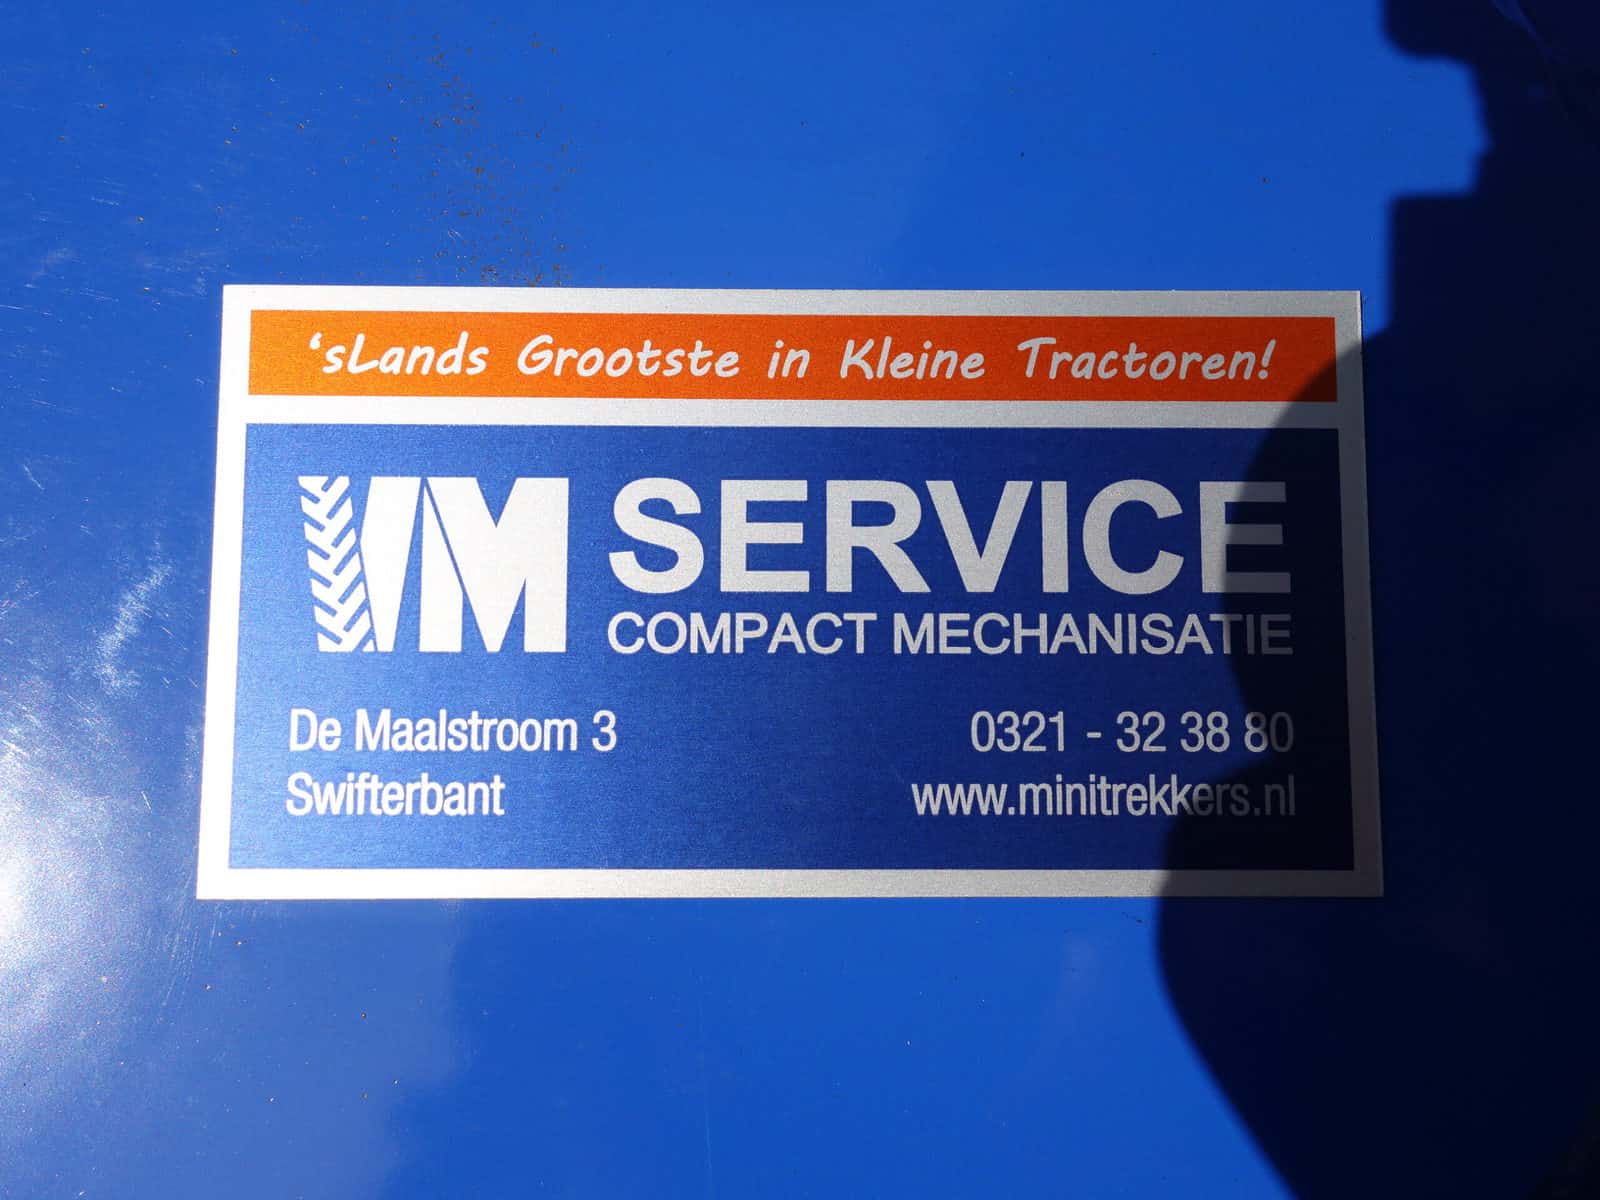 ‘sLands Grootste in Kleine Tractoren!
VM SERVICE
COMPACT MECHANISATIE
De Maalstroom 3
0321 - 32 38 80
Swifterbant
www.minitrekkers.nl